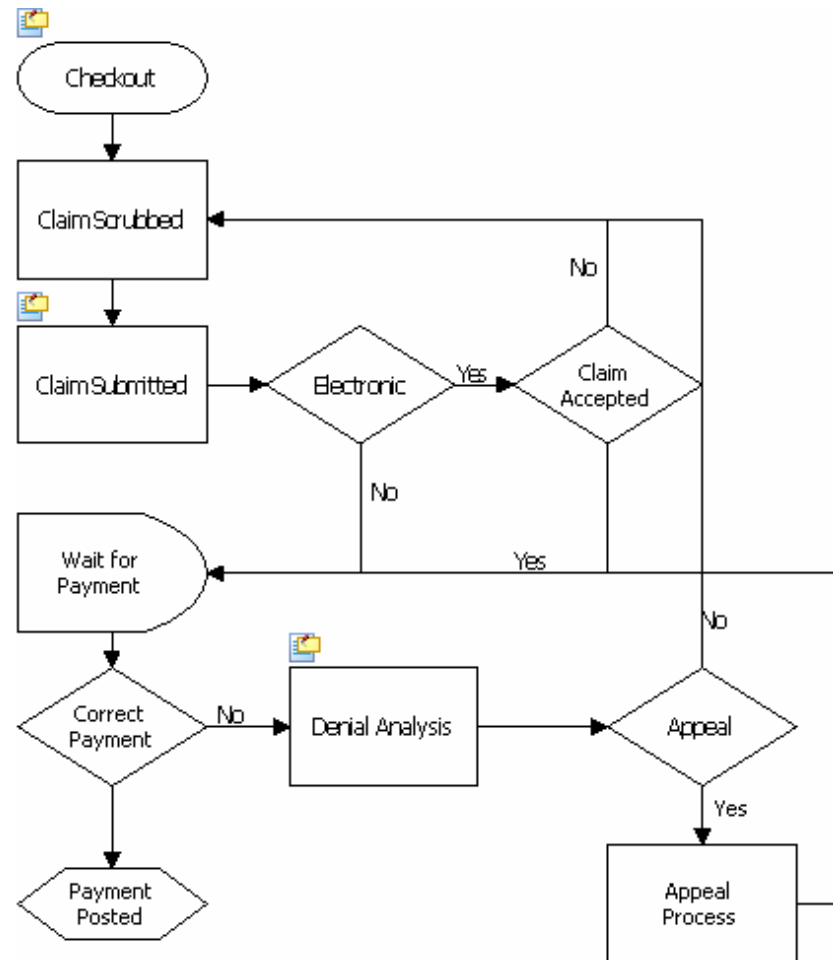 Checkout
Claim Scrubbed
No
Claim Submitted
Electronic
Yes
Claim
Accepted
No
Wait for
Payment
Yes
No
Correct
Payment
No
Denial Analysis
Appeal
Yes
Payment
Posted
Appeal
Process